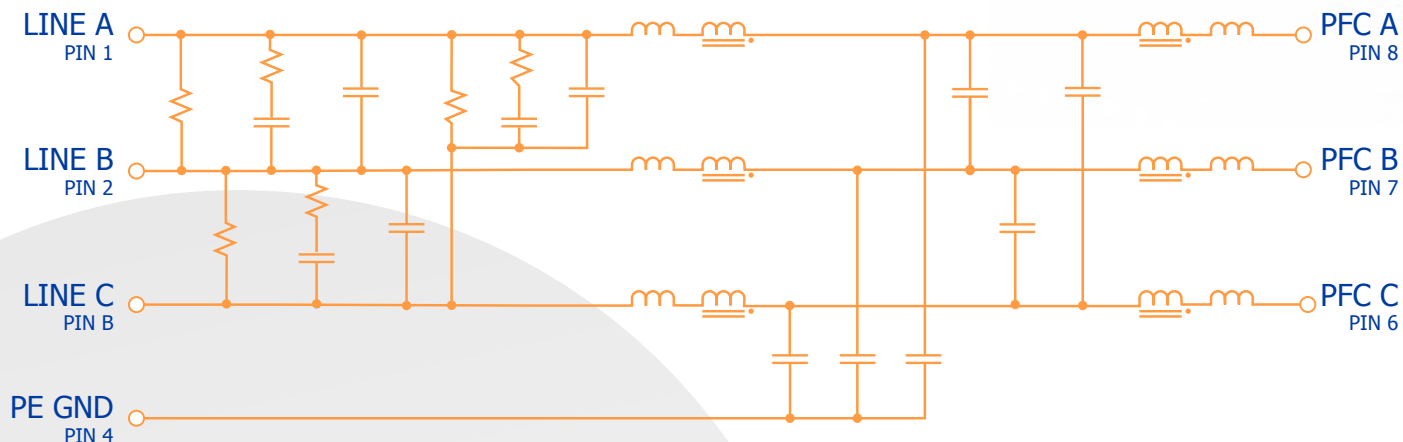 LINE A
PIN 1
PFC A
PIN 8
LINE B
PIN 2
PFC B
PIN 7
LINE C
PIN B
PFC C
PIN 6
PE GND
PIN 4